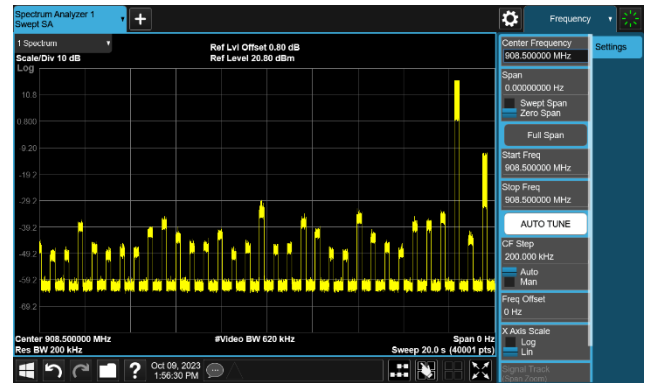 Spectrum Analyzer 1
Swept SA
Frequency
1 Spectrum
Scale/Div 10 dB
Log
Ref Lvl Offset 0.80 dB
Ref Level 20.80 dBm
10.8
0.800
-9.20
-19.2
-29.2
-39.2
-49.2
-59.2
-69.2
Center 908.500000 MHz
Res BW 200 kHz
#Video BW 620 kHz
Span 0 Hz
Sweep 20.0 s (40001 pts)
Center Frequency
908.500000 MHz
Settings
Span
0.00000000 Hz
Swept Span
Zero Span
Full Span
Start Freq
908.500000 MHz
Stop Freq
908.500000 MHz
AUTO TUNE
CF Step
200.000 kHz
Auto
Man
Freq Offset
0 Hz
X Axis Scale
Log
Lin
Signal Track
(Span Zoom)
?
Oct 09, 2023
1:56:30 PM